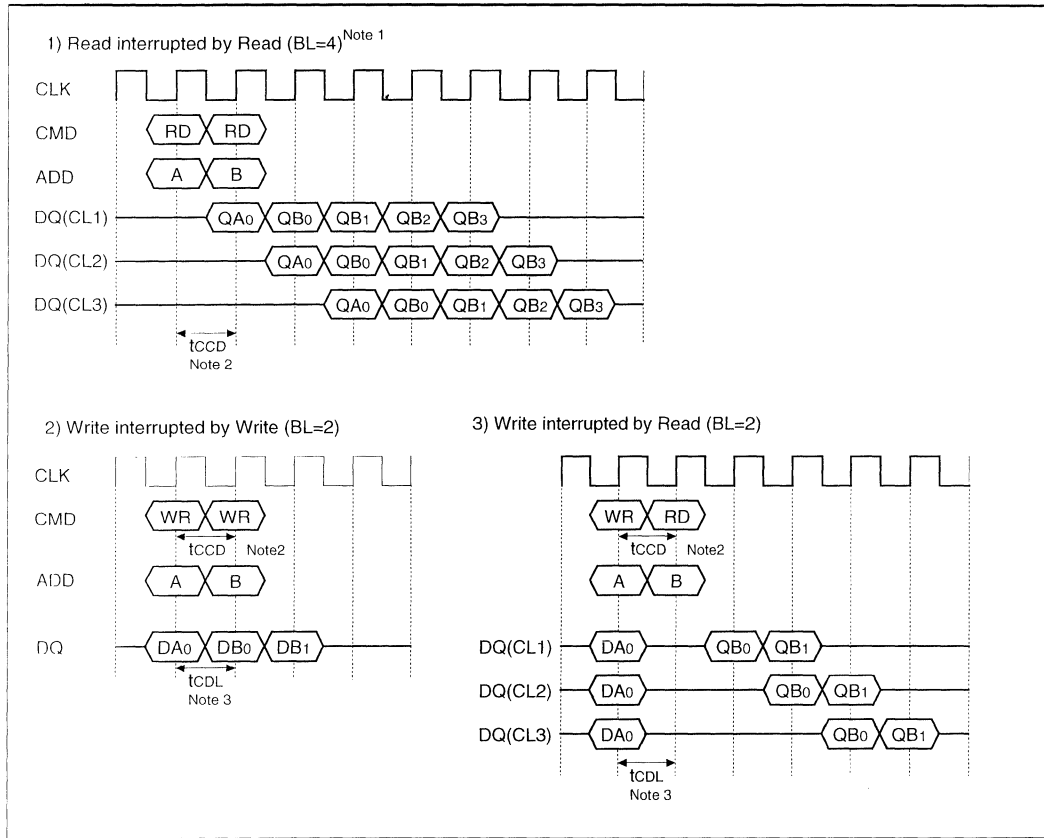 1) Read interrupted by Read (BL=4)Note 1
CLK
CMD RD RD
ADD A B
DQ(CL1) QA0 QB0 QB1 QB2 QB3
DQ(CL2) QA0 QB0 QB1 QB2 QB3
DQ(CL3) QA0 QB0 QB1 QB2 QB3
tCCD
Note 2
2) Write interrupted by Write (BL=2)
CLK
CMD WR WR
tCCD Note2
ADD A B
DQ DA0 DB0 DB1
tCDL
Note 3
3) Write interrupted by Read (BL=2)
WR RD
tCCD Note2
A B
DQ(CL1) DA0 QB0 QB1
DQ(CL2) DA0 QB0 QB1
DQ(CL3) DA0 QB0 QB1
tCDL
Note 3